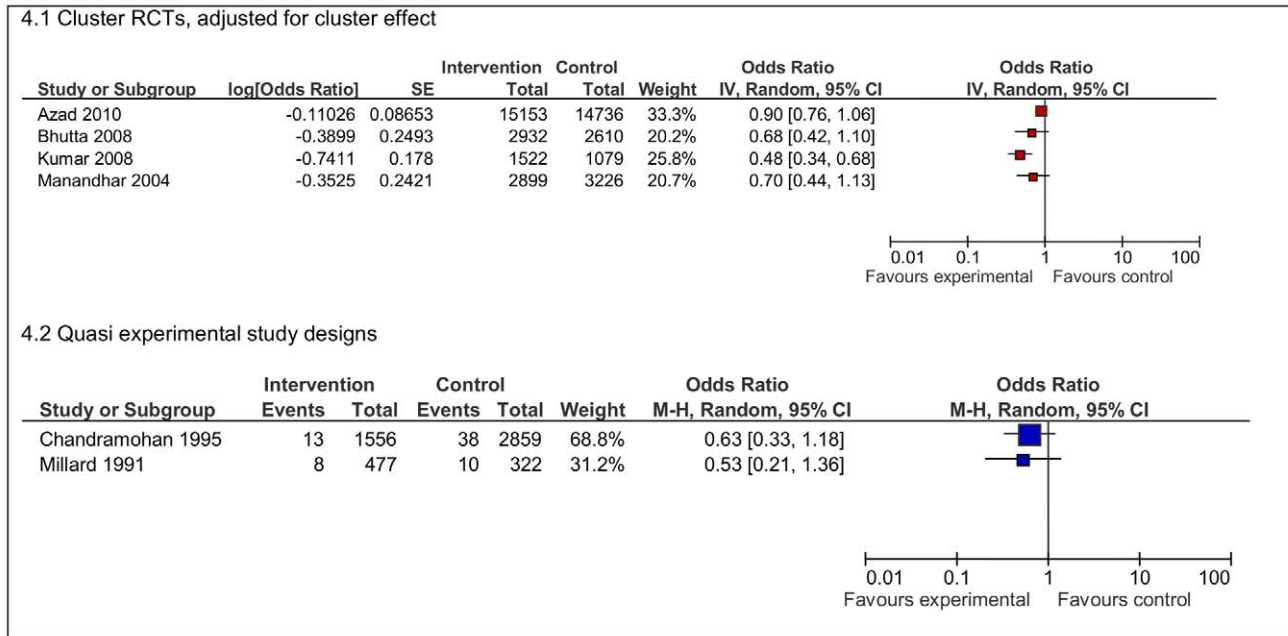 4.1 Cluster RCTs, adjusted for cluster effect
Intervention Control Odds Ratio Odds Ratio
Study or Subgroup log[Odds Ratio] SE Total Total Weight IV, Random, 95% CI IV, Random, 95% CI
Azad 2010 -0.11026 0.08653 15153 14736 33.3% 0.90 [0.76, 1.06]
Bhutta 2008 -0.3899 0.2493 2932 2610 20.2% 0.68 [0.42, 1.10]
Kumar 2008 -0.7411 0.178 1522 1079 25.8% 0.48 [0.34, 0.68]
Manandhar 2004 -0.3525 0.2421 2899 3226 20.7% 0.70 [0.44, 1.13]
0.01 0.1 1 10 100
Favours experimental Favours control
4.2 Quasi experimental study designs
Intervention Control Odds Ratio Odds Ratio
Study or Subgroup Events Total Events Total Weight M-H, Random, 95% CI M-H, Random, 95% CI
Chandramohan 1995 13 1556 38 2859 68.8% 0.63 [0.33, 1.18]
Millard 1991 8 477 10 322 31.2% 0.53 [0.21, 1.36]
0.01 0.1 1 10 100
Favours experimental Favours control